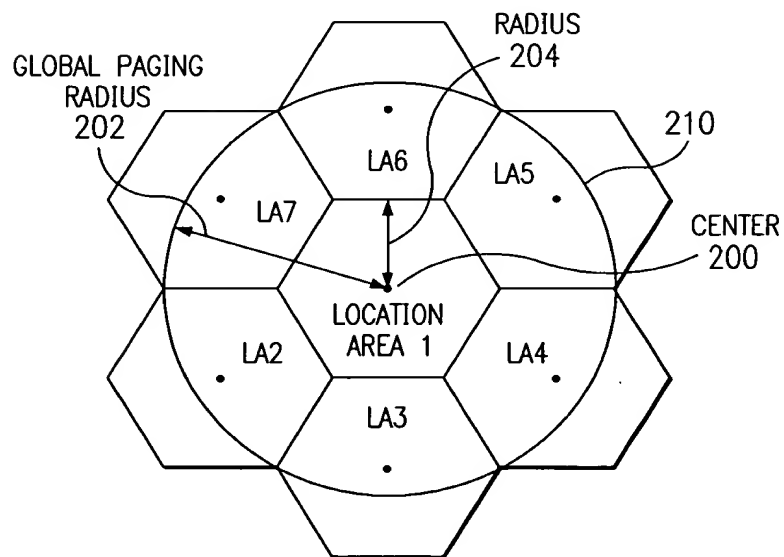 RADIUS
204
GLOBAL PAGING
RADIUS
202
210
LA6
LA5
LA7
CENTER
200
LOCATION
AREA 1
LA2
LA4
LA3